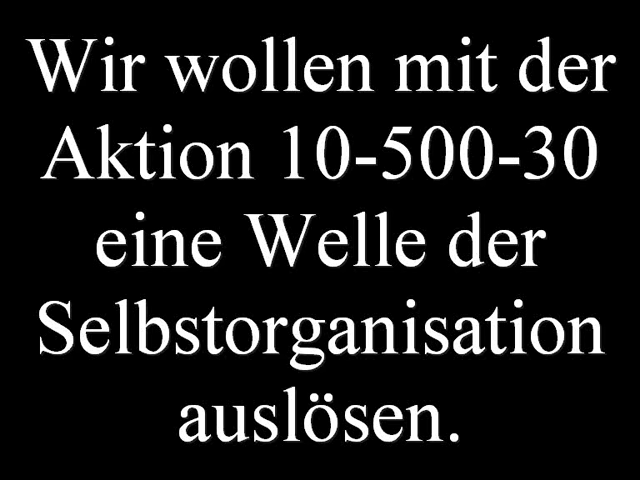 Wir wollen mit der
Aktion 10-500-30
eine Welle der
Selbstorganisation
auslösen.